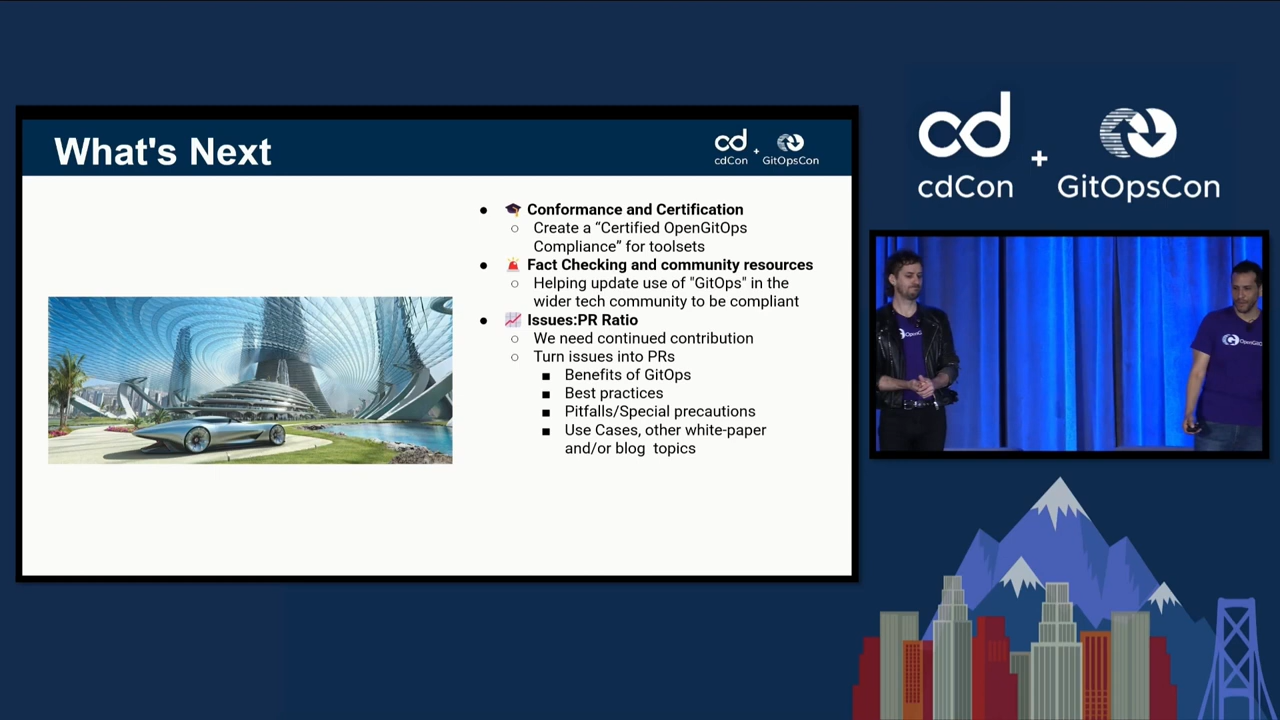 What's Next
cd
cdCon
+
GitOpsCon
● Conformance and Certification
○ Create a “Certified OpenGitOps
Compliance” for toolsets
● Fact Checking and community resources
○ Helping update use of "GitOps" in the
wider tech community to be compliant
● Issues:PR Ratio
○ We need continued contribution
○ Turn issues into PRs
■ Benefits of GitOps
■ Best practices
■ Pitfalls/Special precautions
■ Use Cases, other white-paper
and/or blog topics
cd
cdCon
+
GitOpsCon